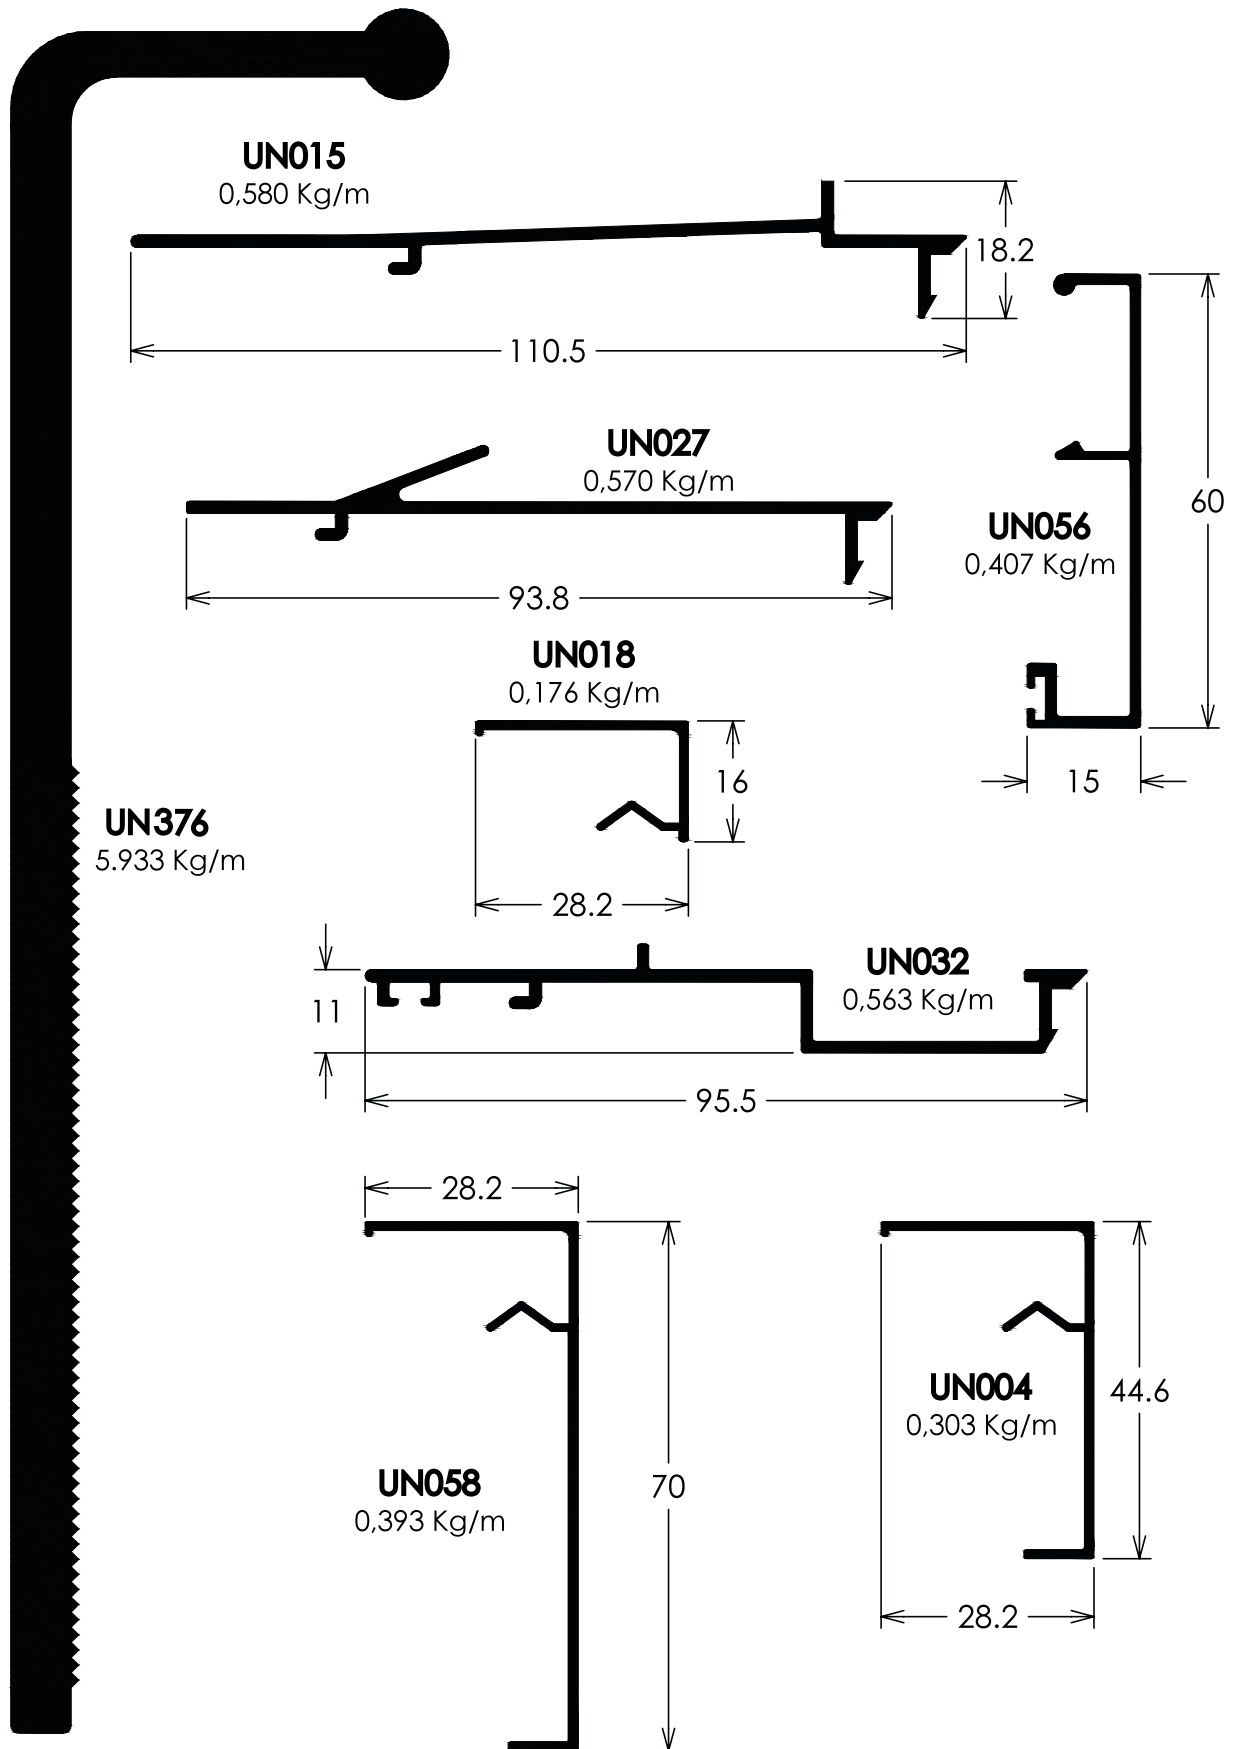 UN015
0,580 Kg/m
18.2
110.5
UN027
0,570 Kg/m
60
UN056
0,407 Kg/m
93.8
UN018
0,176 Kg/m
16
15
UN376
5.933 Kg/m
28.2
UN032
0,563 Kg/m
11
95.5
28.2
UN004
0,303 Kg/m
44.6
UN058
0,393 Kg/m
70
28.2